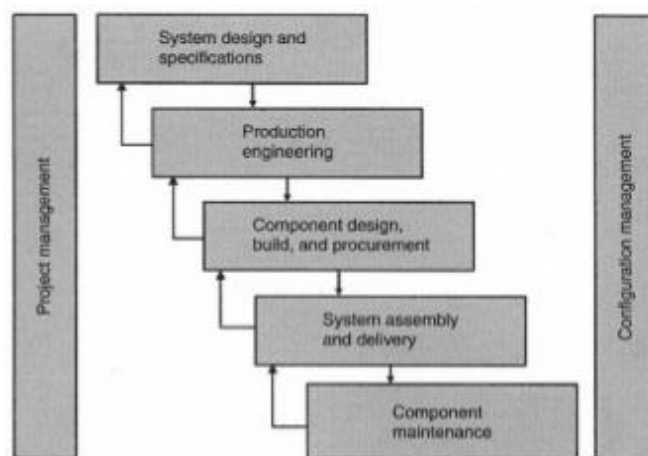 System design and
specifications
Production
engineering
Component design,
build, and procurement
System assembly
and delivery
Component
maintenance
Project management
Configuration management